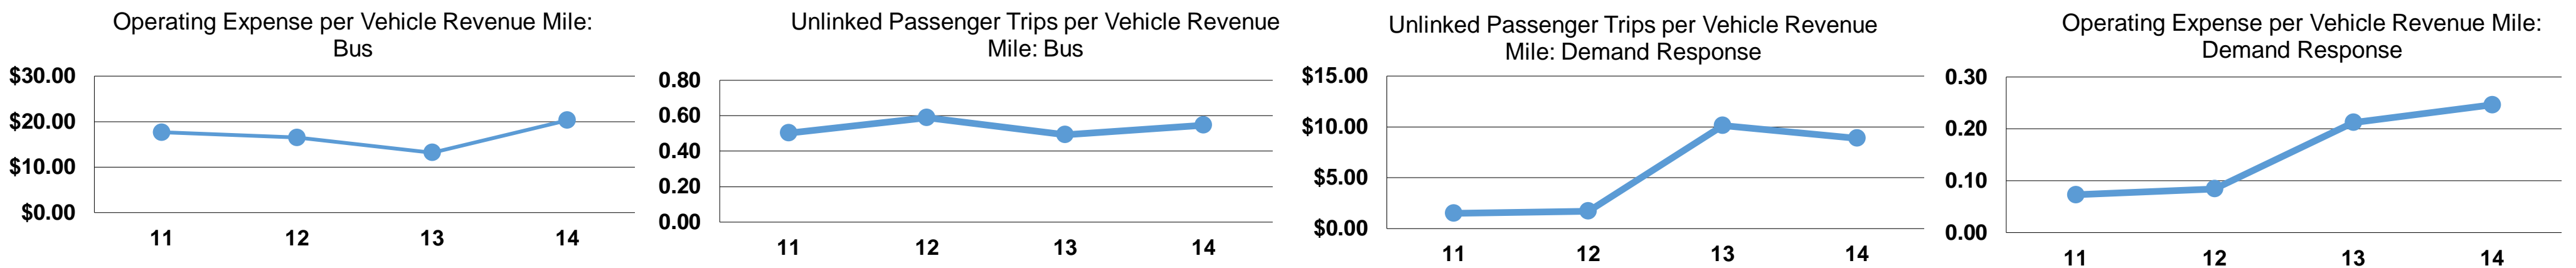 Operating Expense per Vehicle Revenue Mile:
Bus
$30.00
$20.00
$10.00
$0.00
11 12 13 14
Unlinked Passenger Trips per Vehicle Revenue
Mile: Bus
0.80
0.60
0.40
0.20
0.00
11 12 13 14
Unlinked Passenger Trips per Vehicle Revenue
Mile: Demand Response
$15.00
$10.00
$5.00
$0.00
11 12 13 14
Operating Expense per Vehicle Revenue Mile:
Demand Response
0.30
0.20
0.10
0.00
11 12 13 14